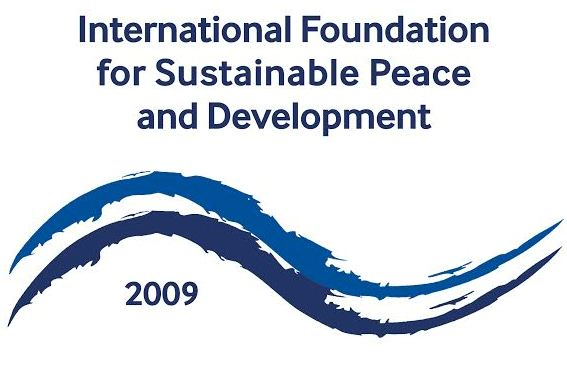 International Foundation
for Sustainable Peace
and Development
2009